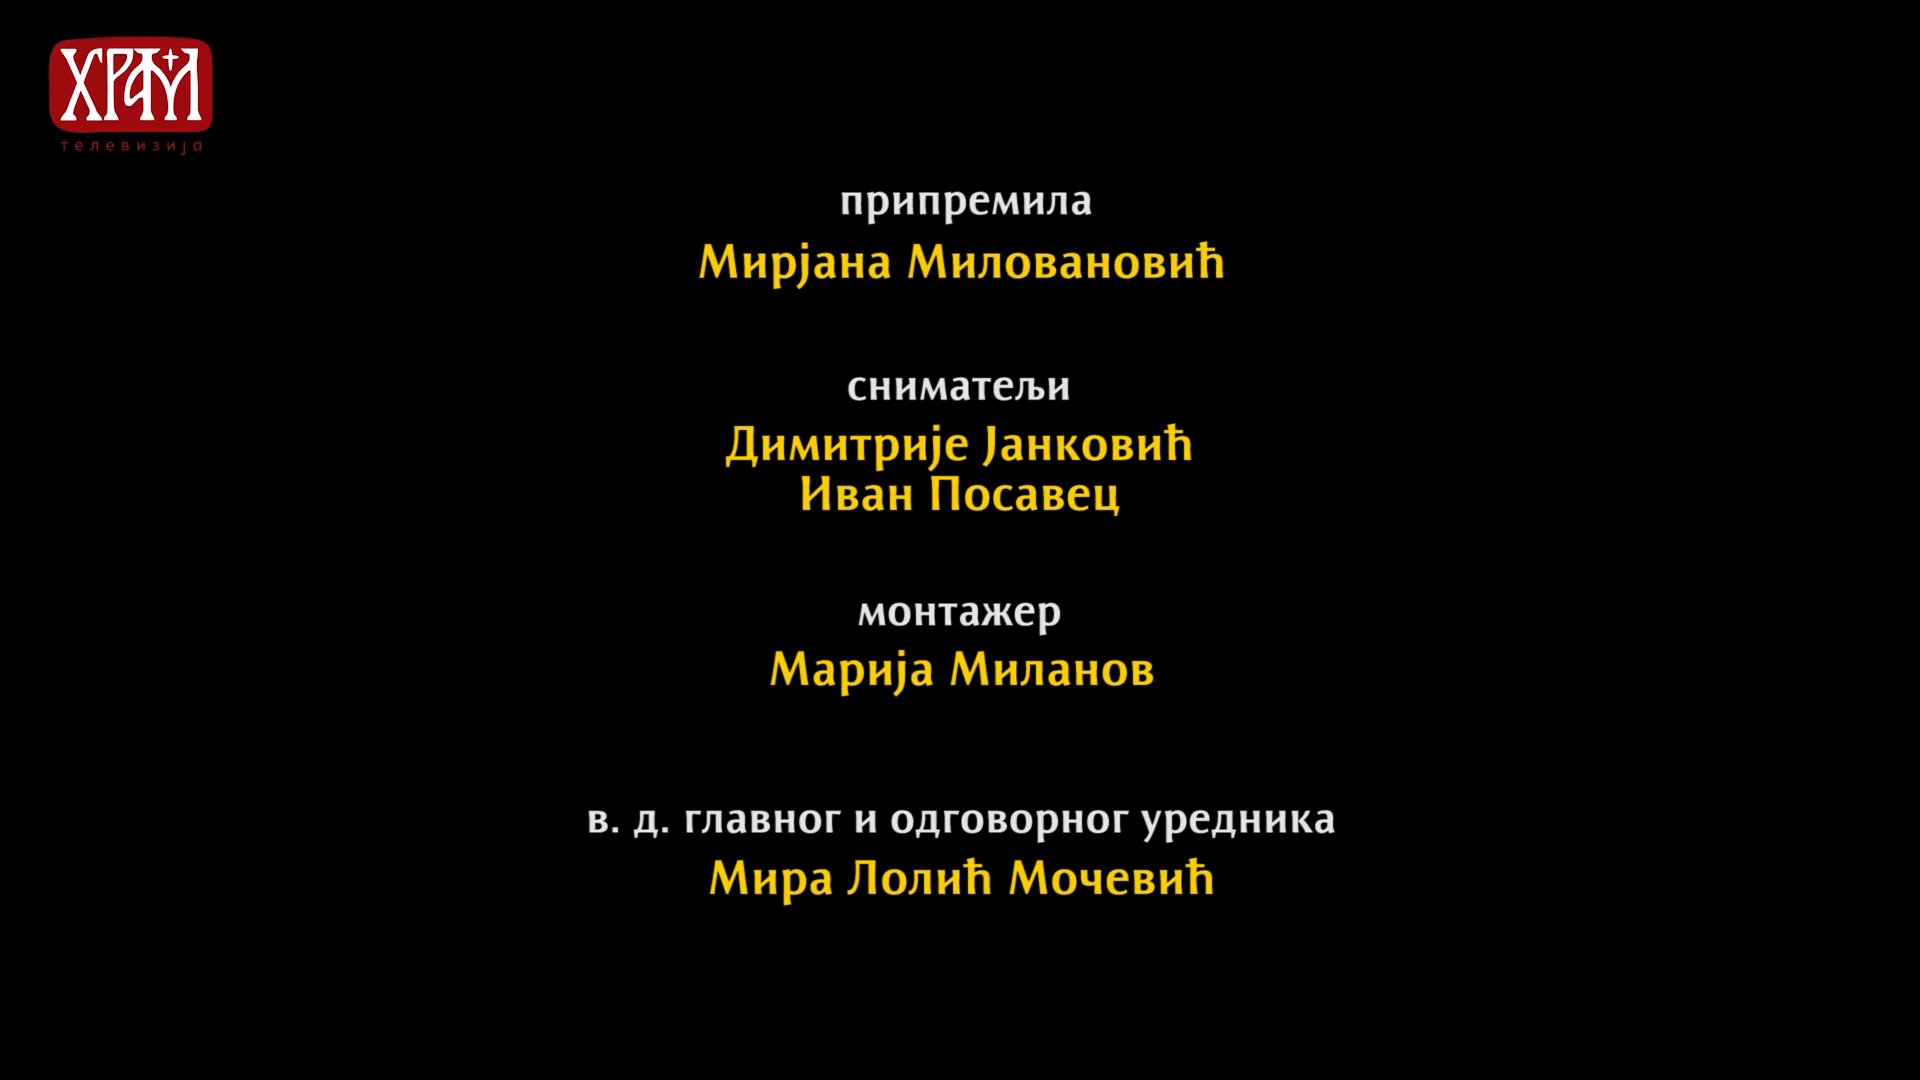 ХРАМ
телевизија
припремила
Мирјана Миловановић
сниматељи
Димитрије Јанковић
Иван Посавец
монтажер
Марија Миланов
в. д. главног и одговорног уредника
Мира Лолић Мочевић